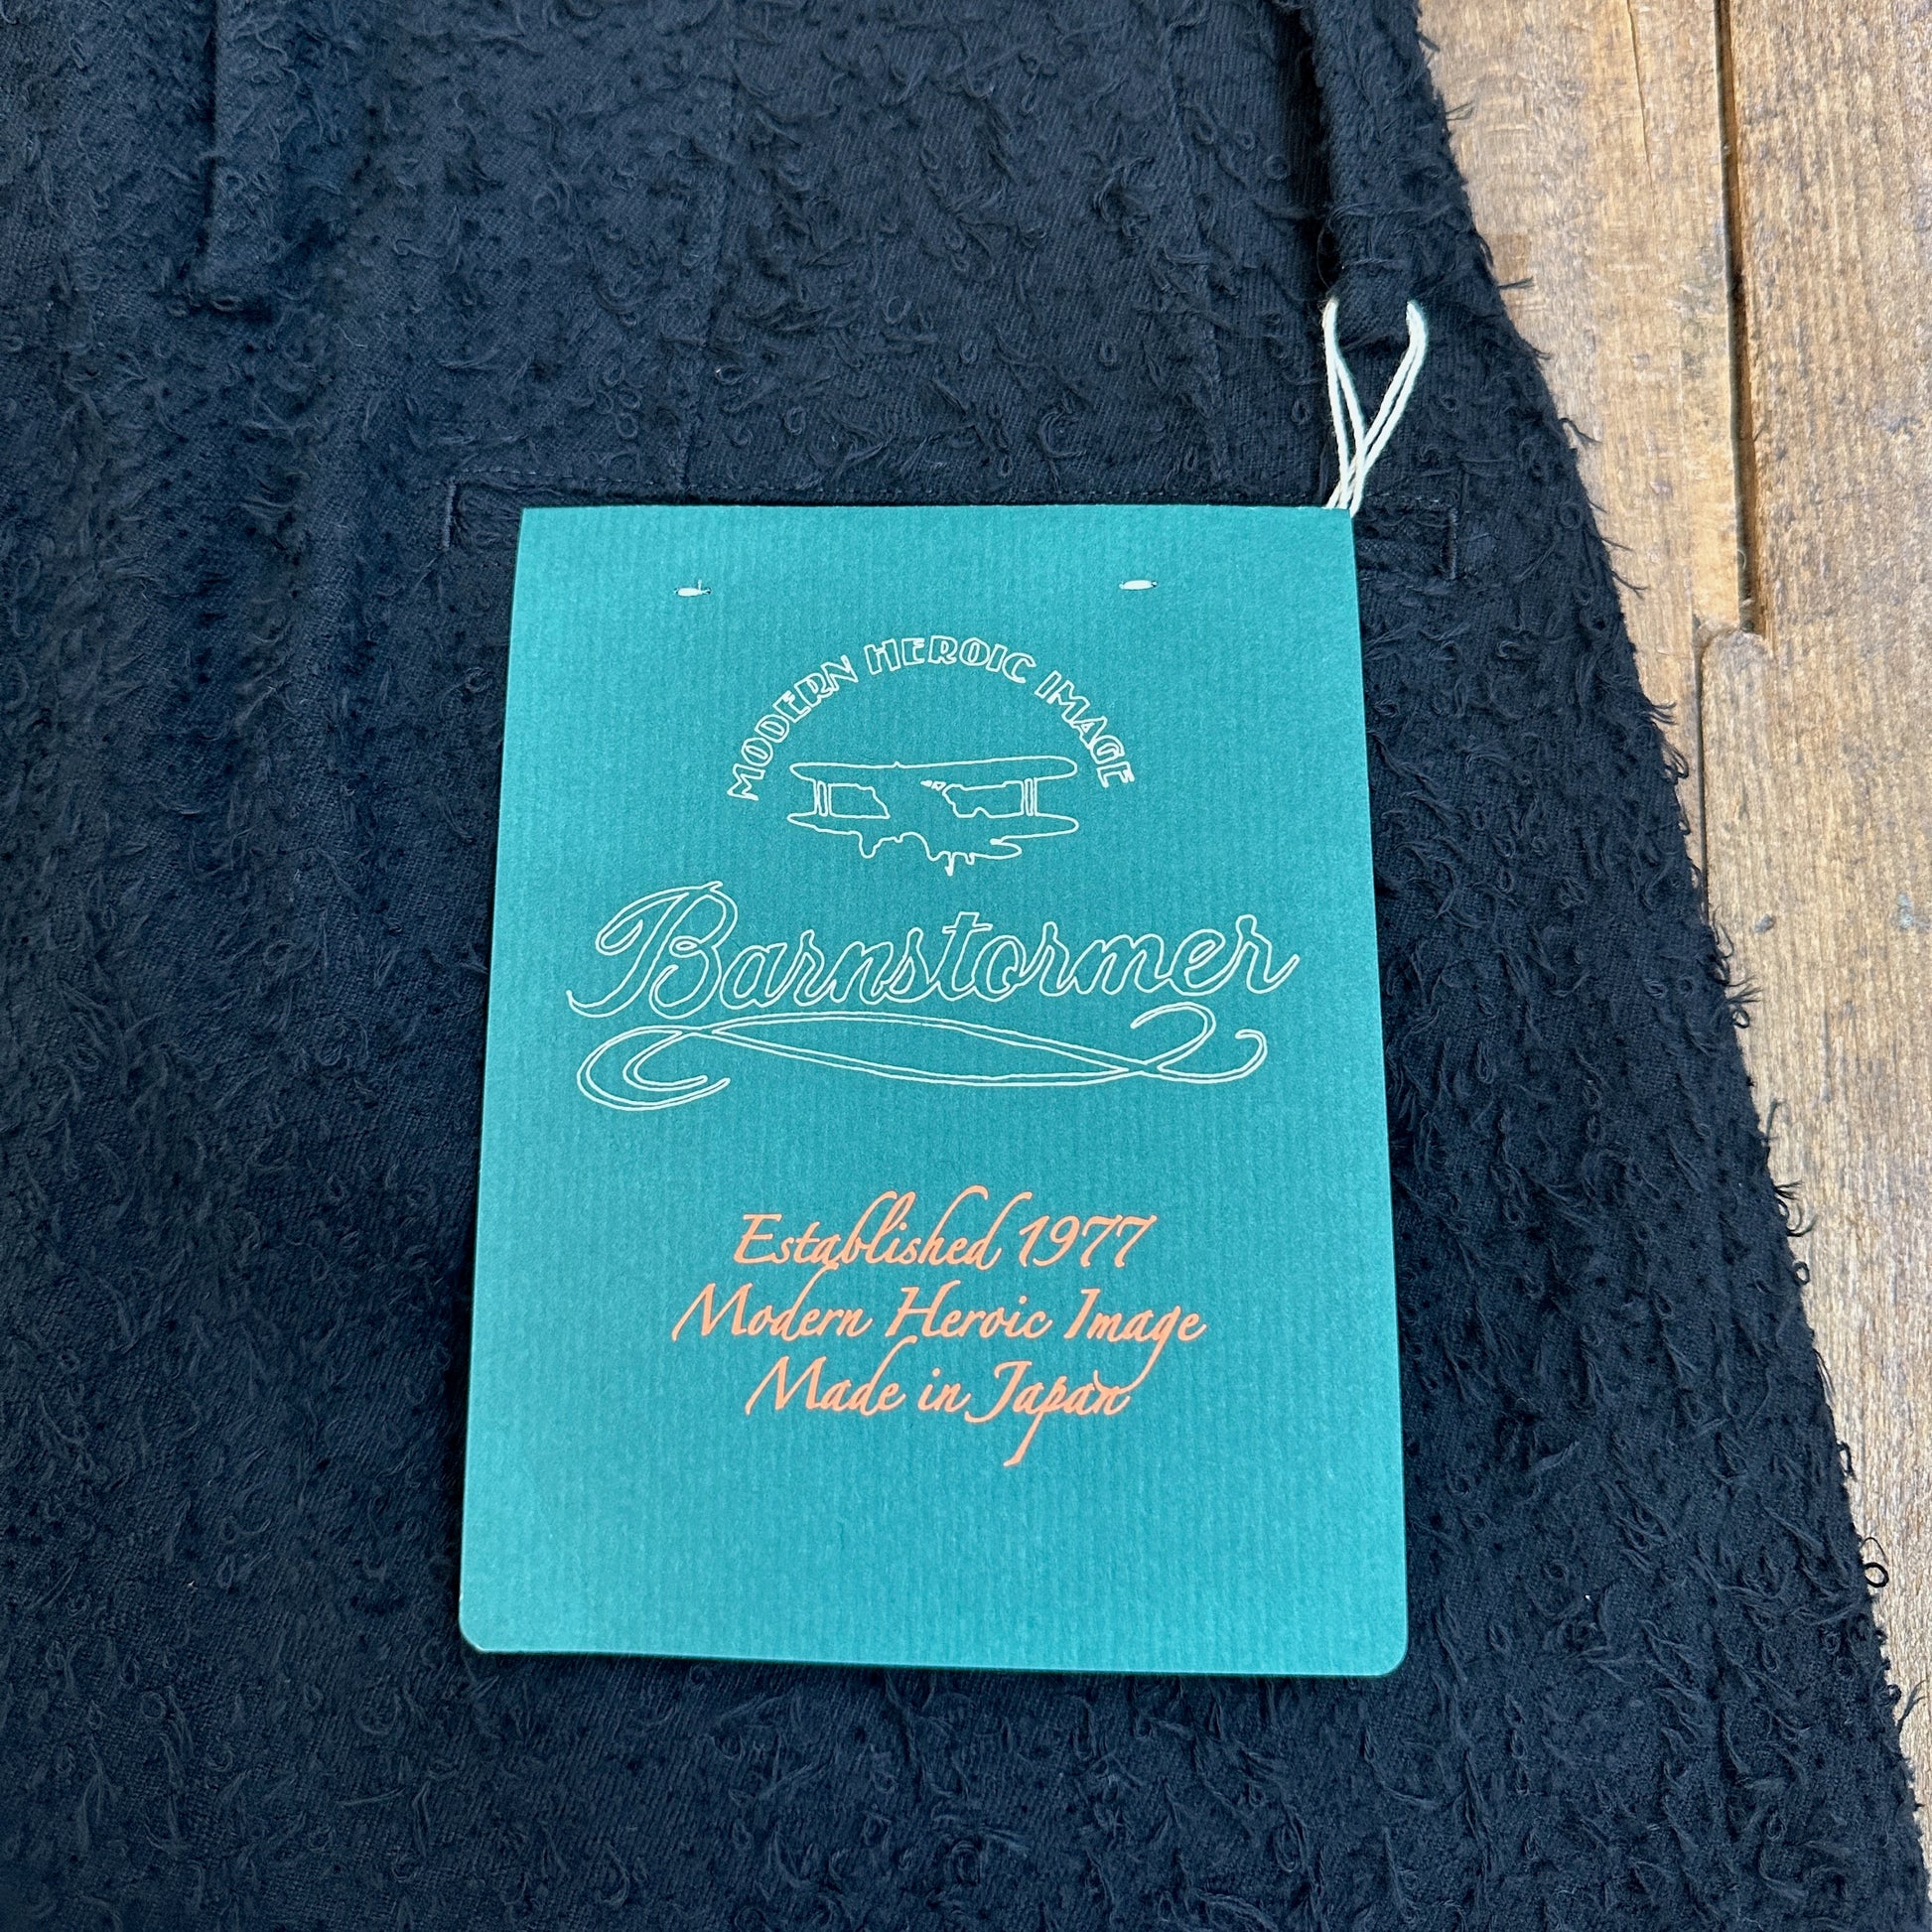 MODERN HEROIC IMAGE
Barnstormer
Established 1977
Modern Heroic Image
Made in Japan